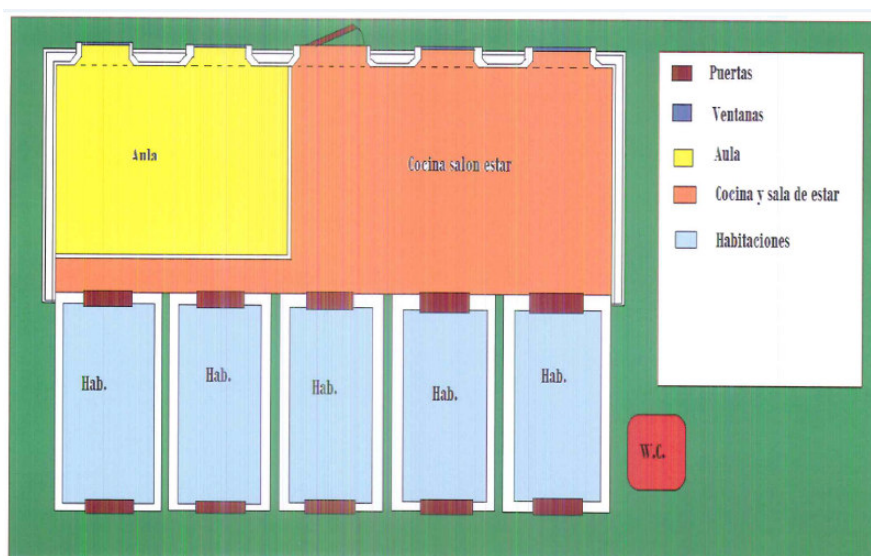 Aula
Cocina salon estar
Hab.
Hab.
Hab.
Hab.
Hab.
W.C.
Puertas
Ventanas
Aula
Cocina y sala de estar
Habitaciones